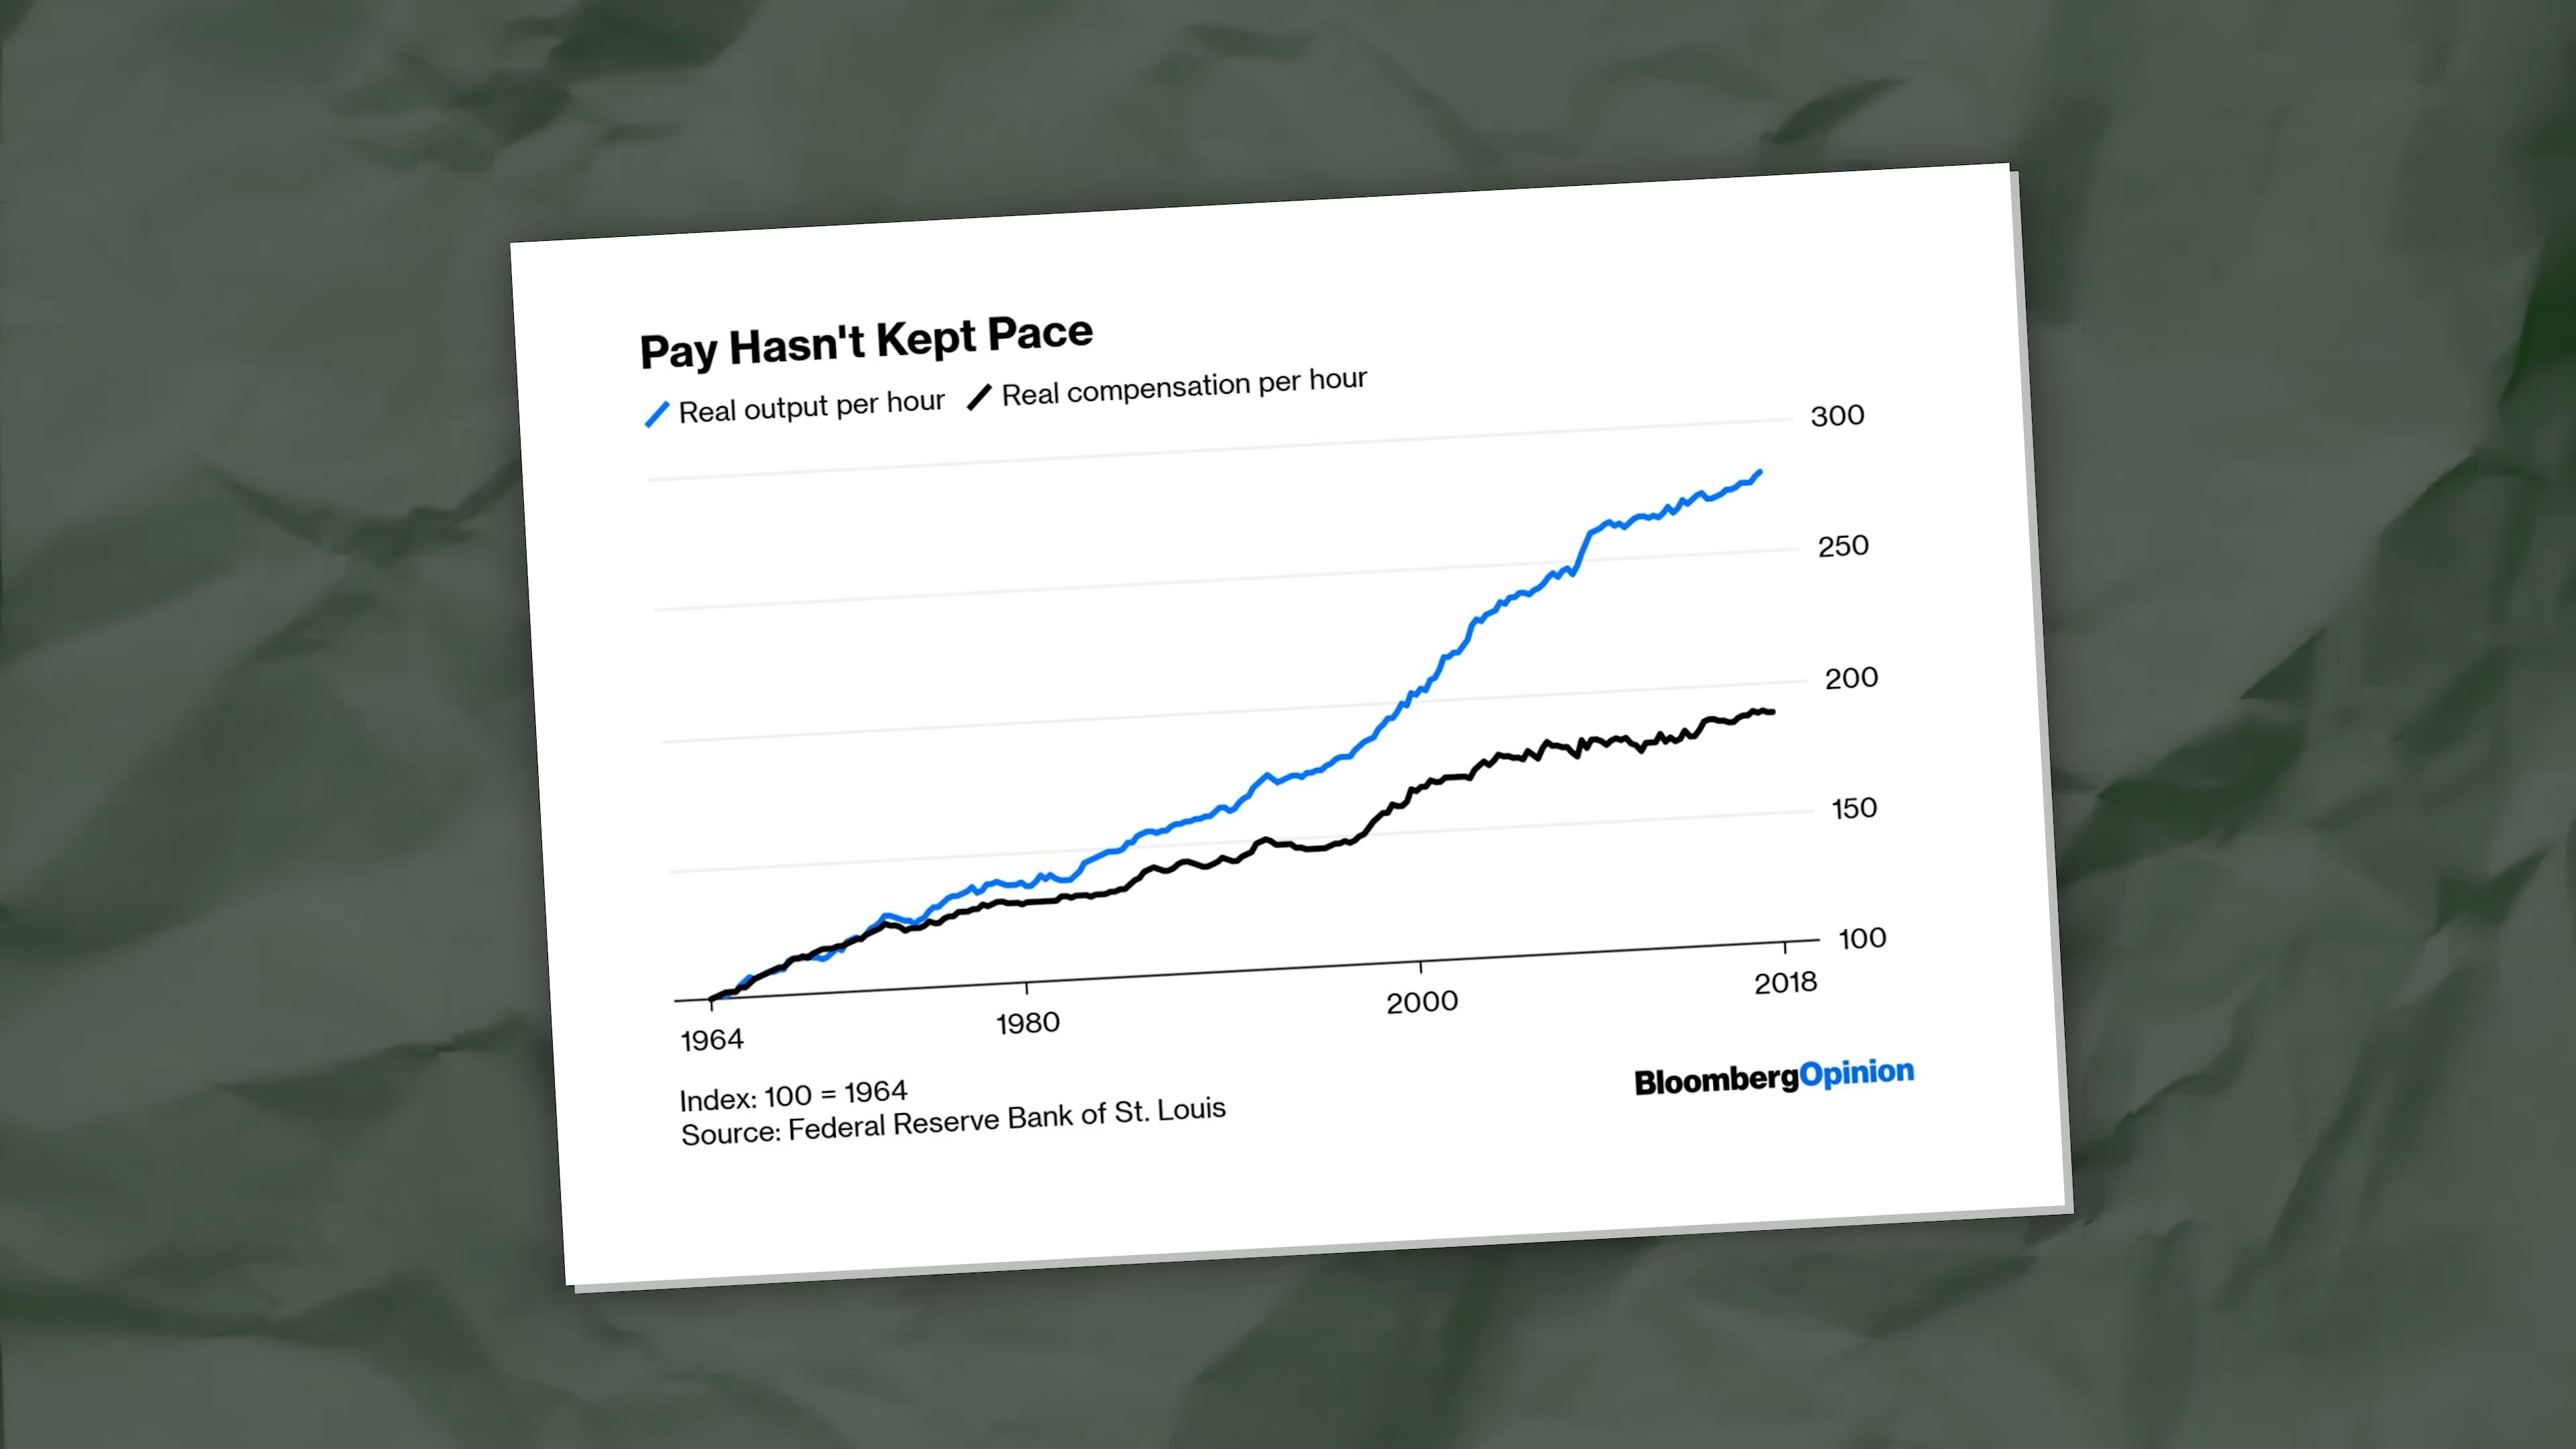 Pay Hasn't Kept Pace
Real output per hour Real compensation per hour
300
250
200
150
100
1964 1980 2000 2018
Index: 100 = 1964
Source: Federal Reserve Bank of St. Louis
BloombergOpinion